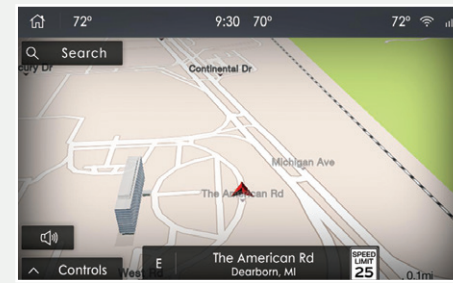 72° 9:30 70° 72°
Search
Continental Dr
Michigan Ave
The American Rd
Controls
E
The American Rd
Dearborn, MI
SPEED
LIMIT
25
0.1mi